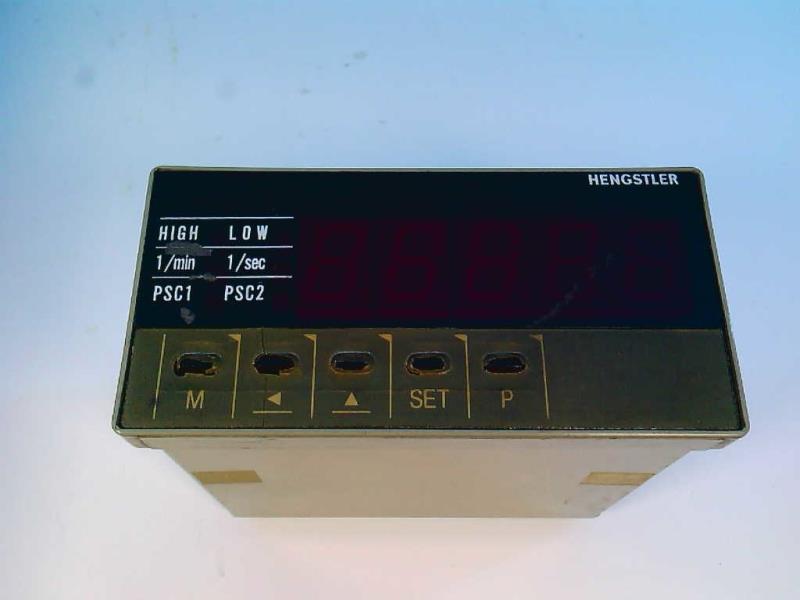 HENGSTLER
HIGH LOW
1/min 1/sec
PSC1 PSC2
M ◄ ▲ SET P